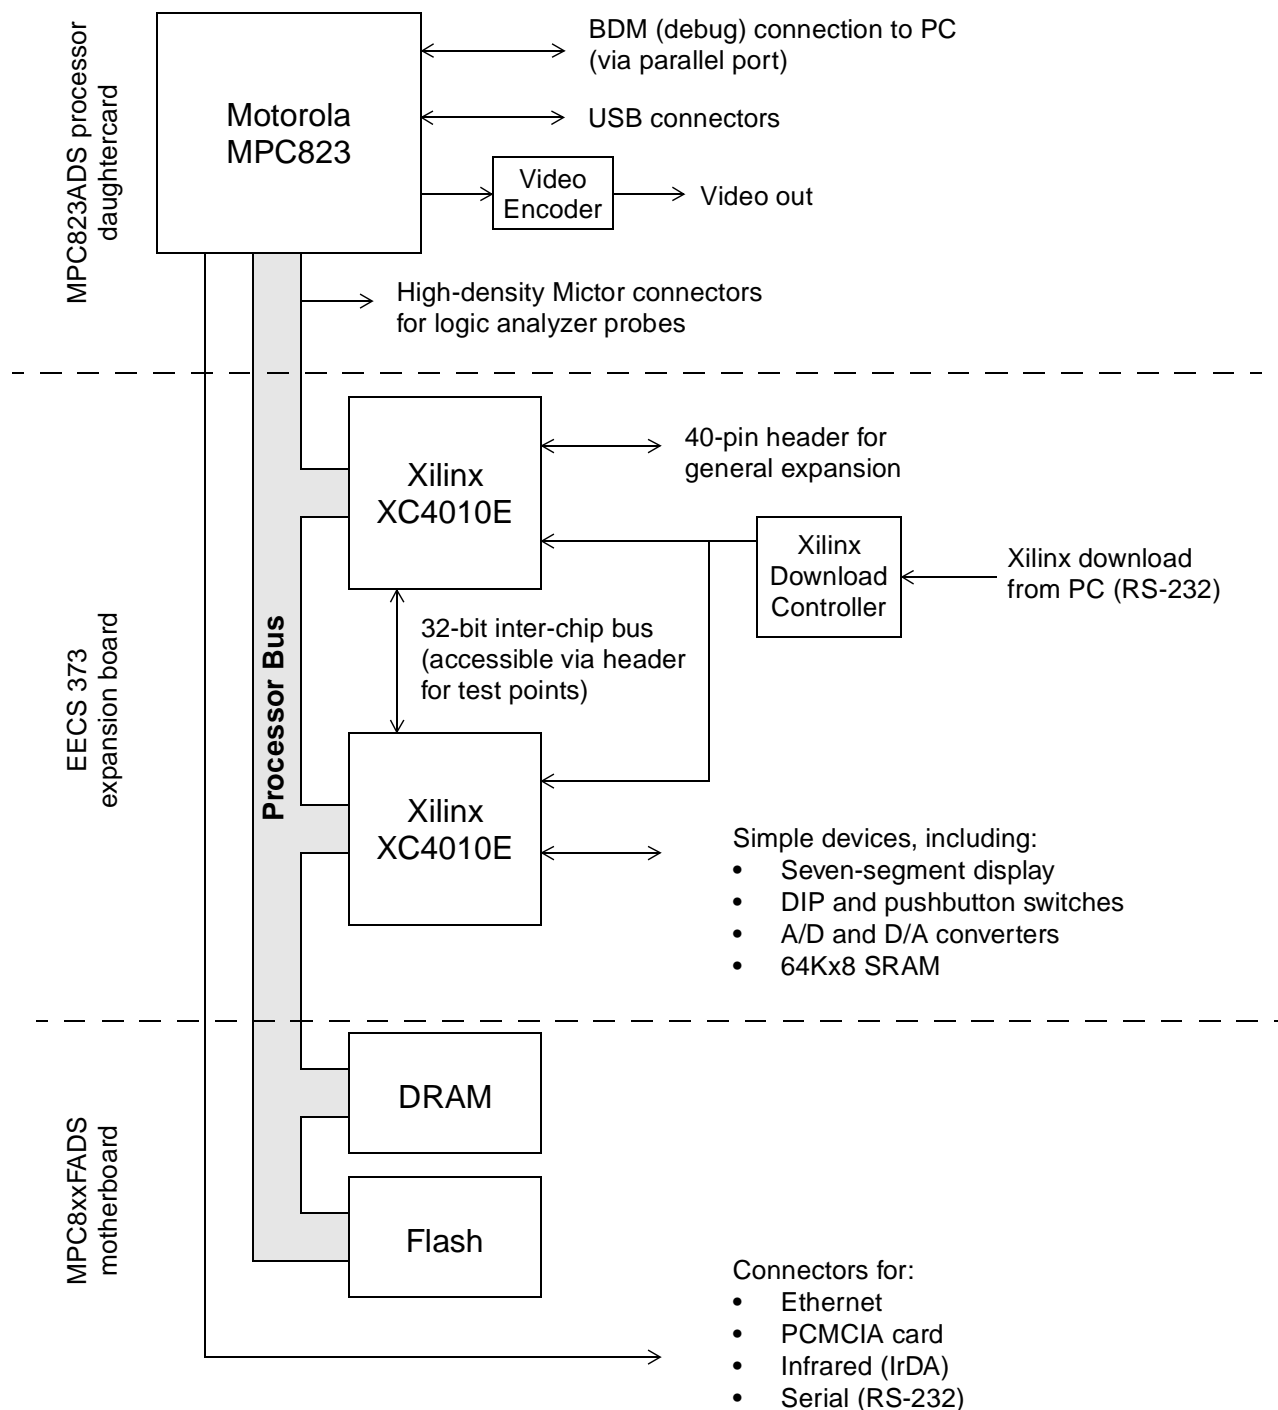 MPC823ADS processor
daughtercard
Motorola
MPC823
BDM (debug) connection to PC
(via parallel port)
USB connectors
Video
Encoder
Video out
High-density Mictor connectors
for logic analyzer probes
EECS 373
expansion board
Processor Bus
Xilinx
XC4010E
40-pin header for
general expansion
Xilinx
Download
Controller
Xilinx download
from PC (RS-232)
32-bit inter-chip bus
(accessible via header
for test points)
Xilinx
XC4010E
Simple devices, including:
• Seven-segment display
• DIP and pushbutton switches
• A/D and D/A converters
• 64Kx8 SRAM
MPC8xxFADS
motherboard
DRAM
Flash
Connectors for:
• Ethernet
• PCMCIA card
• Infrared (IrDA)
• Serial (RS-232)